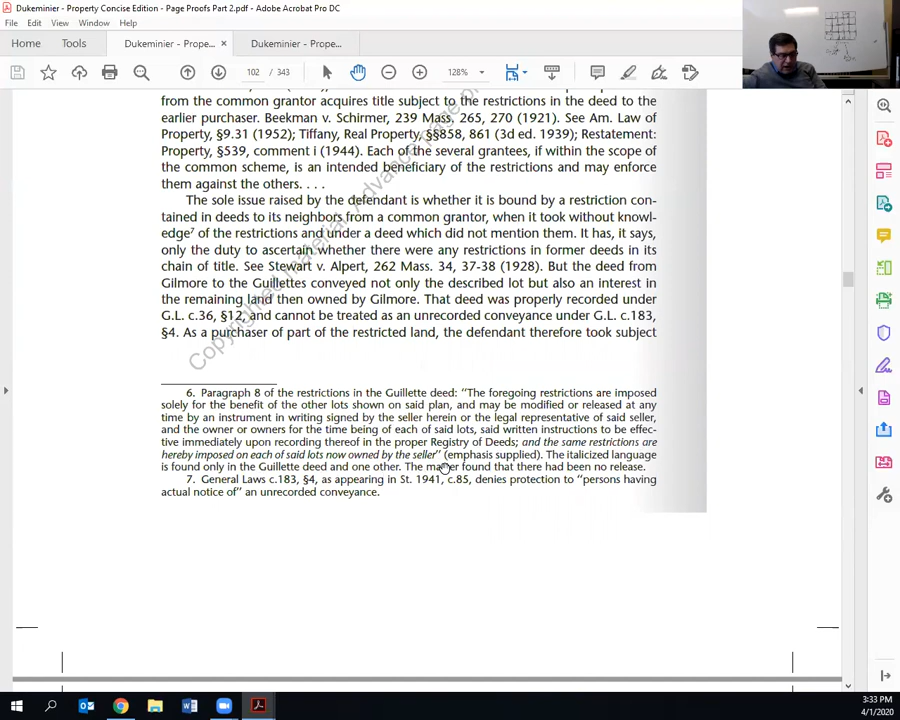 Dukeminier - Property Concise Edition - Page Proofs Part 2.pdf - Adobe Acrobat Pro DC
File Edit View Window Help
Home Tools Dukeminier - Prope... × Dukeminier - Prope...
102 / 343 128%
from the common grantor acquires title subject to the restrictions in the deed to the
earlier purchaser. Beekman v. Schirmer, 239 Mass. 265, 270 (1921). See Am. Law of
Property, §9.31 (1952); Tiffany, Real Property, §§858, 861 (3d ed. 1939); Restatement:
Property, §539, comment i (1944). Each of the several grantees, if within the scope of
the common scheme, is an intended beneficiary of the restrictions and may enforce
them against the others. . . .
The sole issue raised by the defendant is whether it is bound by a restriction con-
tained in deeds to its neighbors from a common grantor, when it took without knowl-
edge7 of the restrictions and under a deed which did not mention them. It has, it says,
only the duty to ascertain whether there were any restrictions in former deeds in its
chain of title. See Stewart v. Alpert, 262 Mass. 34, 37-38 (1928). But the deed from
Gilmore to the Guillettes conveyed not only the described lot but also an interest in
the remaining land then owned by Gilmore. That deed was properly recorded under
G.L. c.36, §12, and cannot be treated as an unrecorded conveyance under G.L. c.183,
§4. As a purchaser of part of the restricted land, the defendant therefore took subject
6. Paragraph 8 of the restrictions in the Guillette deed: “The foregoing restrictions are imposed
solely for the benefit of the other lots shown on said plan, and may be modified or released at any
time by an instrument in writing signed by the seller herein or the legal representative of said seller,
and the owner or owners for the time being of each of said lots, said written instructions to be effec-
tive immediately upon recording thereof in the proper Registry of Deeds; and the same restrictions are
hereby imposed on each of said lots now owned by the seller” (emphasis supplied). The italicized language
is found only in the Guillette deed and one other. The master found that there had been no release.
7. General Laws c.183, §4, as appearing in St. 1941, c.85, denies protection to “persons having
actual notice of” an unrecorded conveyance.
3:33 PM
4/1/2020